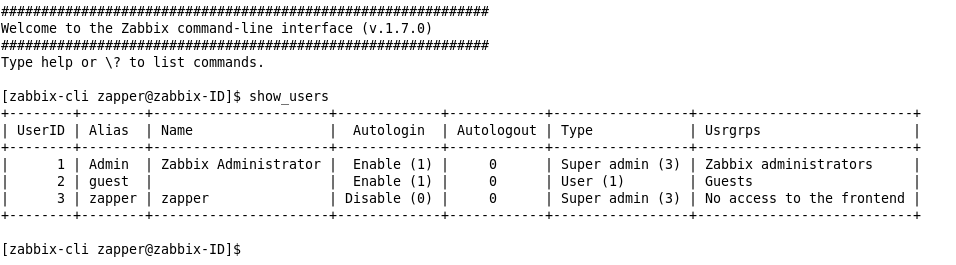 #############################################################
Welcome to the Zabbix command-line interface (v.1.7.0)
#############################################################
Type help or \? to list commands.
[zabbix-cli zapper@zabbix-ID]$ show_users
+--------+--------+----------------------+-------------+------------+-----------------+---------------------------+
| UserID | Alias  | Name                 |  Autologin  | Autologout | Type            | Usrgrps                   |
+--------+--------+----------------------+-------------+------------+-----------------+---------------------------+
|      1 | Admin  | Zabbix Administrator |  Enable (1) |     0      | Super admin (3) | Zabbix administrators     |
|      2 | guest  |                      |  Enable (1) |     0      | User (1)        | Guests                    |
|      3 | zapper | zapper               | Disable (0) |     0      | Super admin (3) | No access to the frontend |
+--------+--------+----------------------+-------------+------------+-----------------+---------------------------+
[zabbix-cli zapper@zabbix-ID]$